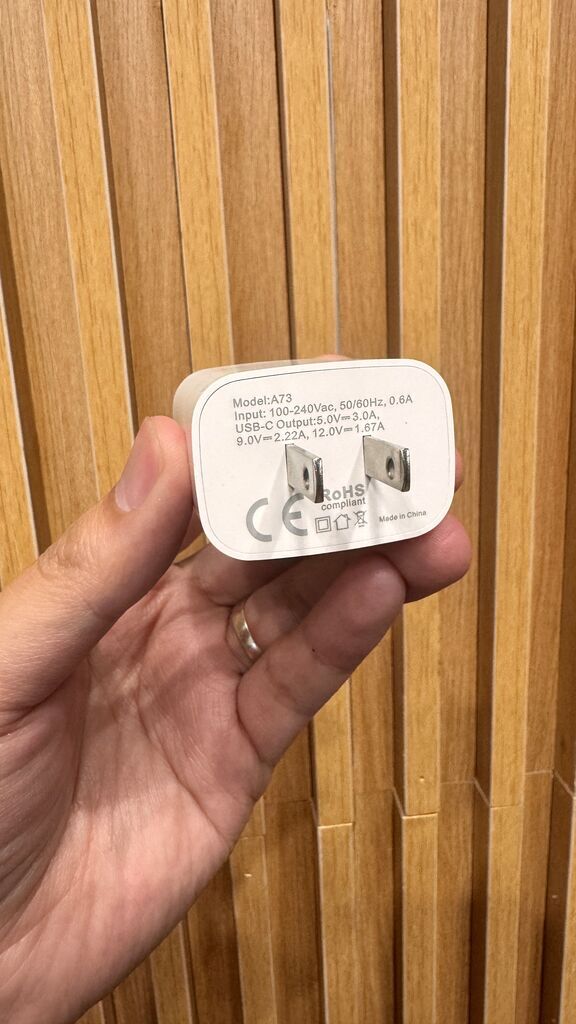 Model:A73
Input: 100-240Vac, 50/60Hz, 0.6A
USB-C Output:5.0V⎓3.0A,
9.0V⎓2.22A, 12.0V⎓1.67A
CE
RoHS
compliant
Made in China